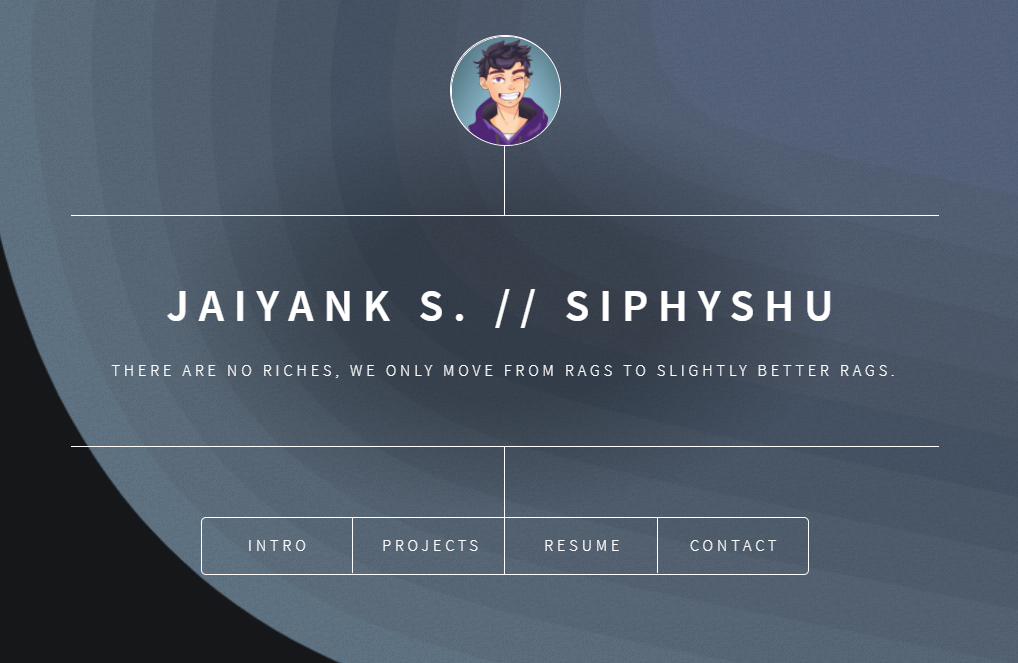 JAIYANK S. // SIPHYSHU
THERE ARE NO RICHES, WE ONLY MOVE FROM RAGS TO SLIGHTLY BETTER RAGS.
INTRO PROJECTS RESUME CONTACT